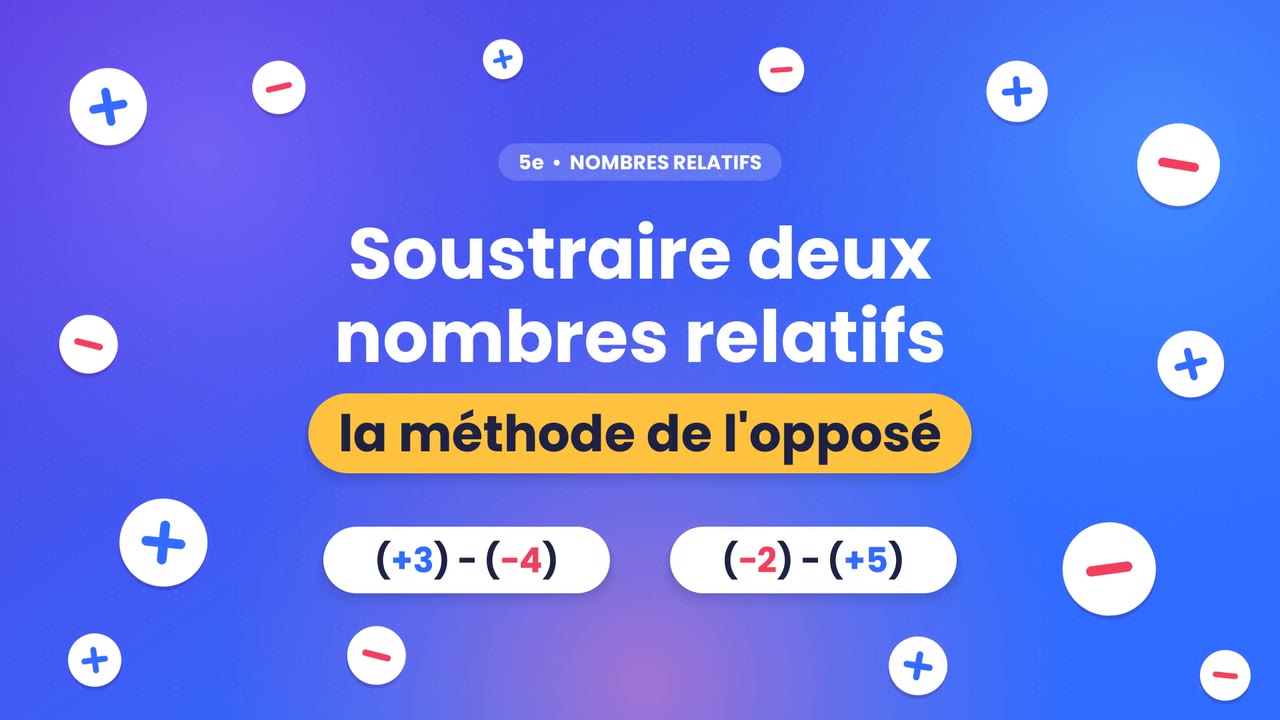 5e • NOMBRES RELATIFS
Soustraire deux
nombres relatifs
la méthode de l'opposé
(+3) – (−4)
(−2) – (+5)